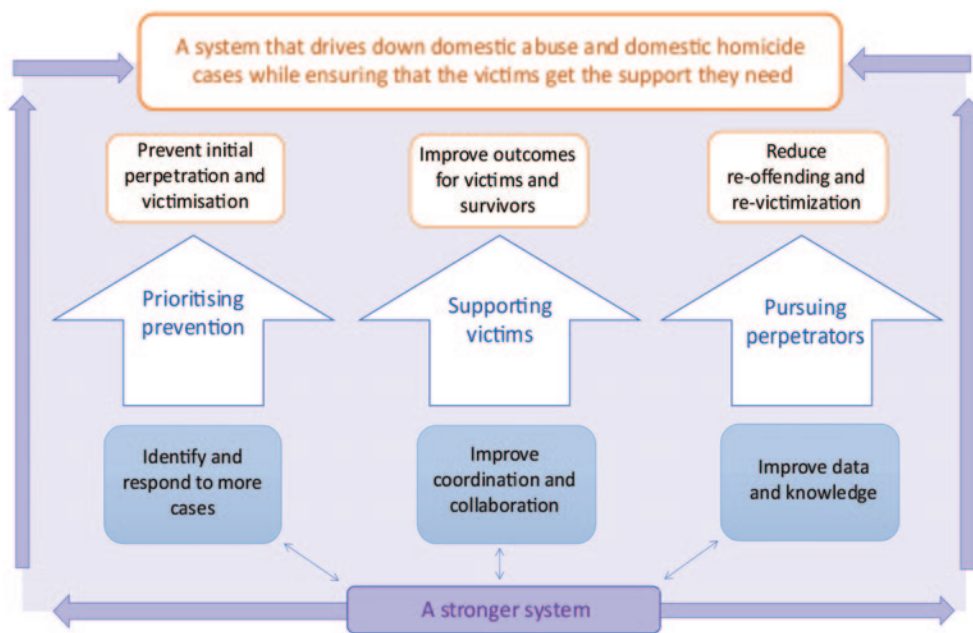 A system that drives down domestic abuse and domestic homicide
cases while ensuring that the victims get the support they need
Prevent initial
perpetration and
victimisation
Improve outcomes
for victims and
survivors
Reduce
re-offending and
re-victimization
Prioritising
prevention
Supporting
victims
Pursuing
perpetrators
Identify and
respond to more
cases
Improve
coordination and
collaboration
Improve data
and knowledge
A stronger system